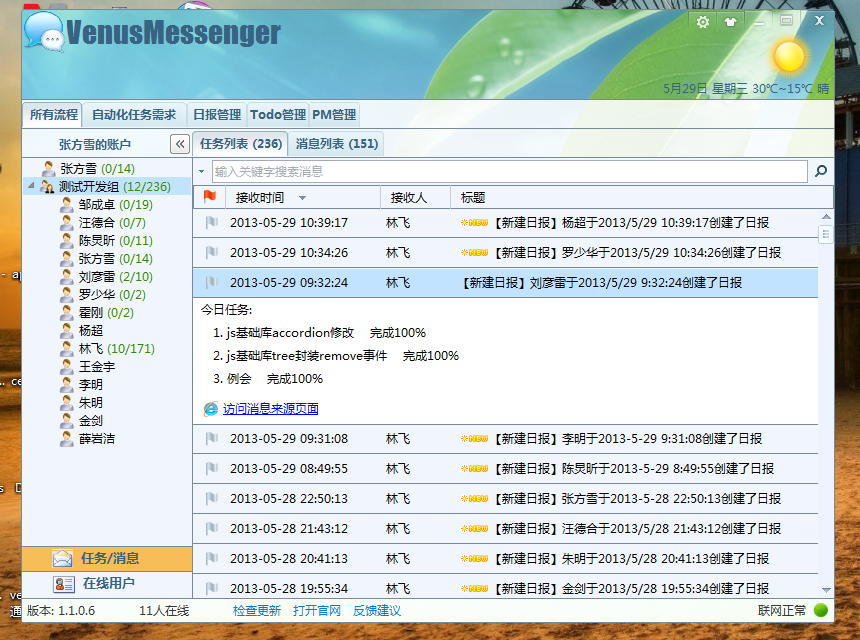 VenusMessenger
5月29日 星期三 30℃~15℃ 晴
所有流程 自动化任务需求 日报管理 Todo管理 PM管理
张方雪的账户 « 任务列表 (236) 消息列表 (151)
输入关键字搜索消息
接收时间 接收人 标题
张方雪 (0/14)
测试开发组 (12/236)
邹成卓 (0/19)
汪德合 (0/7)
陈炅昕 (0/11)
张方雪 (0/14)
刘彦雷 (2/10)
罗少华 (0/2)
霍刚 (0/2)
杨超
林飞 (10/171)
王金宇
李明
朱明
金剑
薛岩洁
2013-05-29 10:39:17 林飞 NEW 【新建日报】杨超于2013/5/29 10:39:17创建了日报
2013-05-29 10:34:26 林飞 NEW 【新建日报】罗少华于2013/5/29 10:34:26创建了日报
2013-05-29 09:32:24 林飞 【新建日报】刘彦雷于2013/5/29 9:32:24创建了日报
今日任务:
1. js基础库accordion修改 完成100%
2. js基础库tree封装remove事件 完成100%
3. 例会 完成100%
访问消息来源页面
2013-05-29 09:31:08 林飞 NEW 【新建日报】李明于2013-5-29 9:31:08创建了日报
2013-05-29 08:49:55 林飞 NEW 【新建日报】陈炅昕于2013-5-29 8:49:55创建了日报
2013-05-28 22:50:13 林飞 NEW 【新建日报】张方雪于2013-5-28 22:50:13创建了日报
2013-05-28 21:43:12 林飞 NEW 【新建日报】汪德合于2013/5/28 21:43:12创建了日报
2013-05-28 20:41:13 林飞 NEW 【新建日报】朱明于2013/5/28 20:41:13创建了日报
2013-05-28 19:55:34 林飞 NEW 【新建日报】金剑于2013/5/28 19:55:34创建了日报
任务/消息
在线用户
版本: 1.1.0.6 11人在线 检查更新 打开官网 反馈建议 联网正常